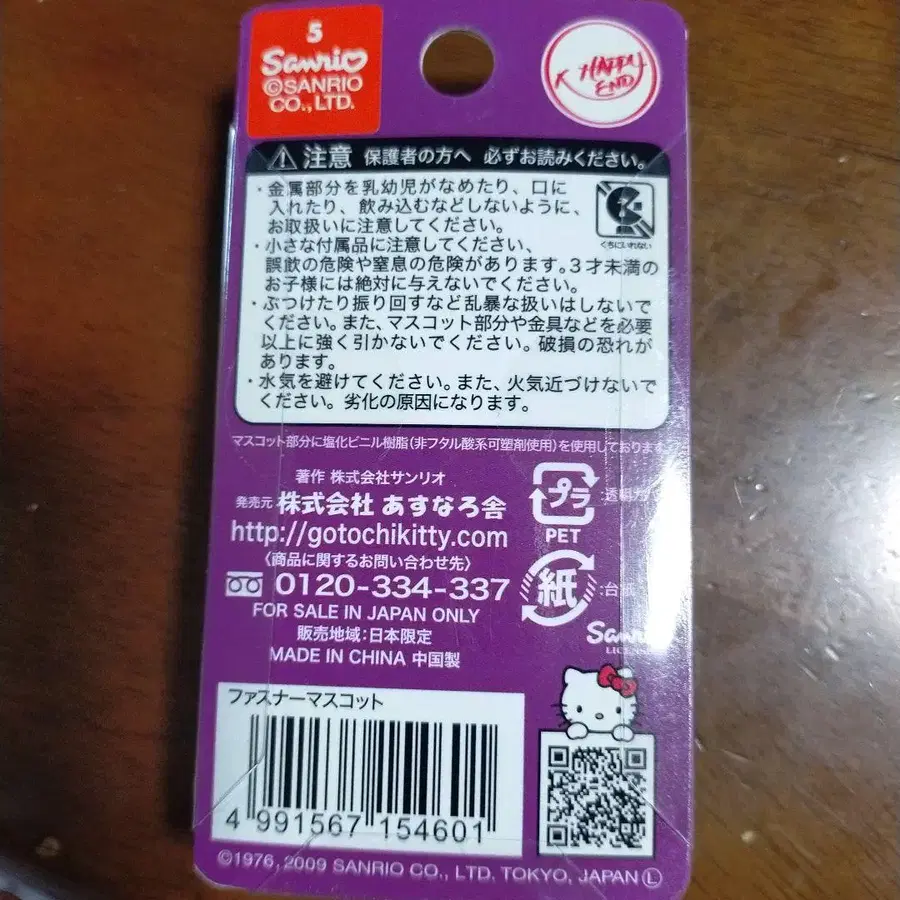 5
Sanrio
©SANRIO
CO., LTD.
K HAPPY
END
注意 保護者の方へ 必ずお読みください。
・金属部分を乳幼児がなめたり、口に
入れたり、飲み込むなどしないように、
お取扱いに注意してください。
くちにいれない
・小さな付属品に注意してください、
誤飲の危険や窒息の危険があります。3才未満の
お子様には絶対に与えないでください。
・ぶつけたり振り回すなど乱暴な扱いはしないで
ください。また、マスコット部分や金具などを必要
以上に強く引かないでください。破損の恐れが
あります。
・水気を避けてください。また、火気近づけないで
ください。劣化の原因になります。
マスコット部分に塩化ビニル樹脂(非フタル酸系可塑剤使用)を使用しております。
著作 株式会社サンリオ
発売元 株式会社 あすなろ舎
http://gotochikitty.com
〈商品に関するお問い合わせ先〉
0120-334-337
FOR SALE IN JAPAN ONLY
販売地域:日本限定
MADE IN CHINA 中国製
プラ
PET
紙
:台紙
Sanrio
ファスナーマスコット
4 991567 154601
©1976, 2009 SANRIO CO., LTD. TOKYO, JAPAN Ⓛ